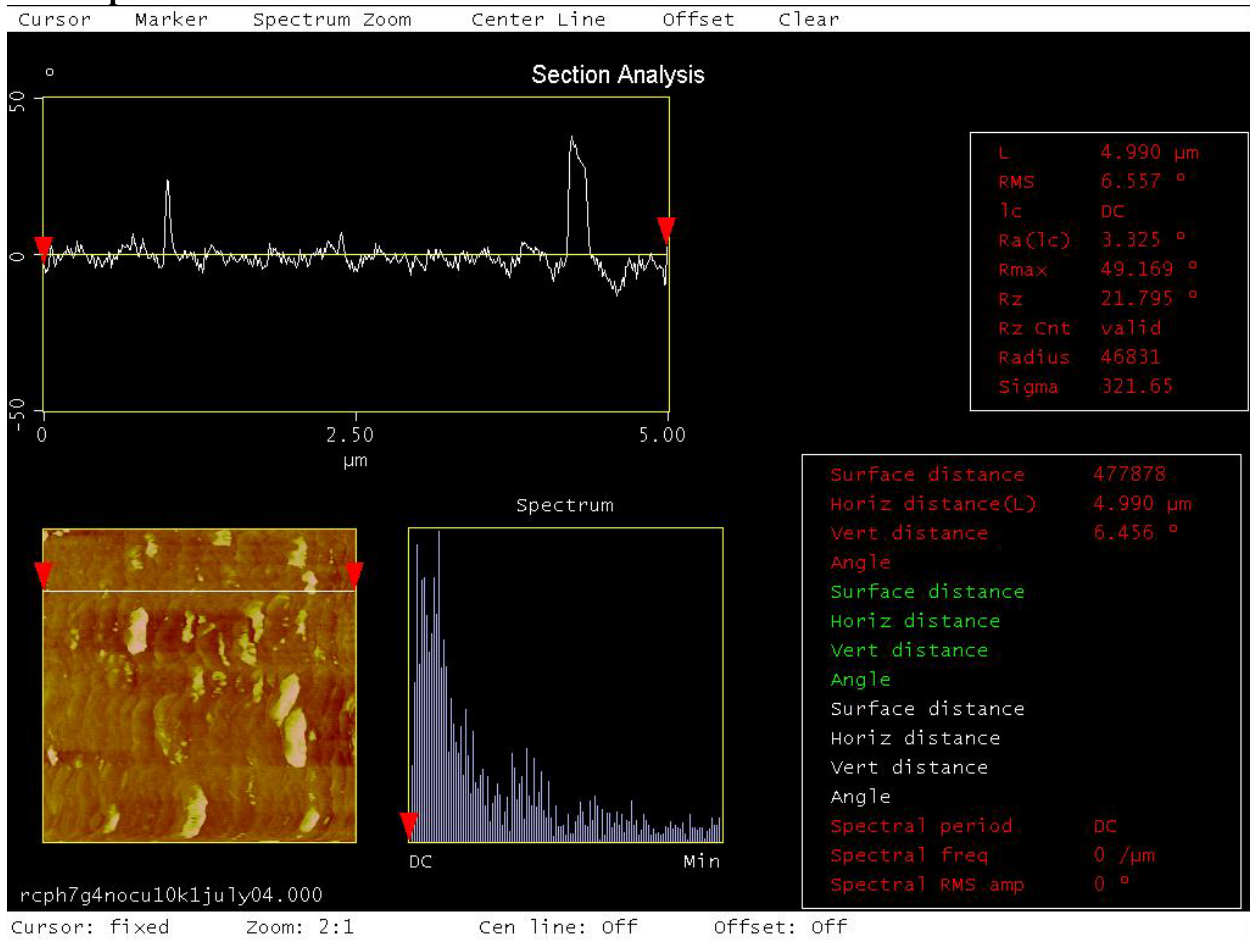 Cursor Marker Spectrum Zoom Center Line Offset Clear
Section Analysis
°
50
0
-50
0 2.50 5.00
µm
L 4.990 µm
RMS 6.557 °
lc DC
Ra(lc) 3.325 °
Rmax 49.169 °
Rz 21.795 °
Rz Cnt valid
Radius 46831
Sigma 321.65
Surface distance 477878
Horiz distance(L) 4.990 µm
Vert distance 6.456 °
Angle
Surface distance
Horiz distance
Vert distance
Angle
Surface distance
Horiz distance
Vert distance
Angle
Spectral period DC
Spectral freq 0 /µm
Spectral RMS amp 0 °
Spectrum
DC Min
rcph7g4nocu10k1july04.000
Cursor: fixed Zoom: 2:1 Cen line: Off Offset: Off